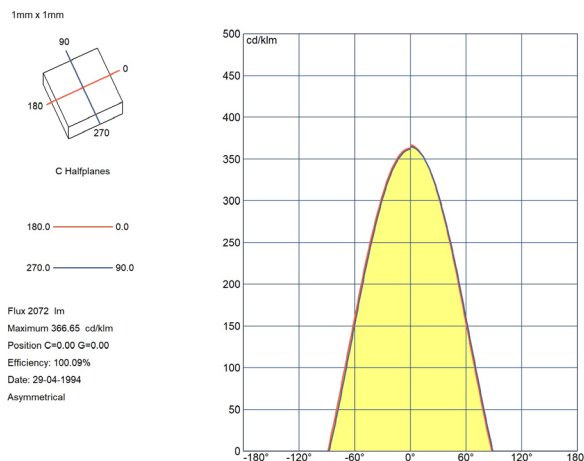 1mm x 1mm
90
0
180
270
C Halfplanes
180.0 0.0
270.0 90.0
Flux 2072 lm
Maximum 366.65 cd/klm
Position C=0.00 G=0.00
Efficiency: 100.09%
Date: 29-04-1994
Asymmetrical
500
cd/klm
450
400
350
300
250
200
150
100
50
0
-180° -120° -60° 0° 60° 120° 180